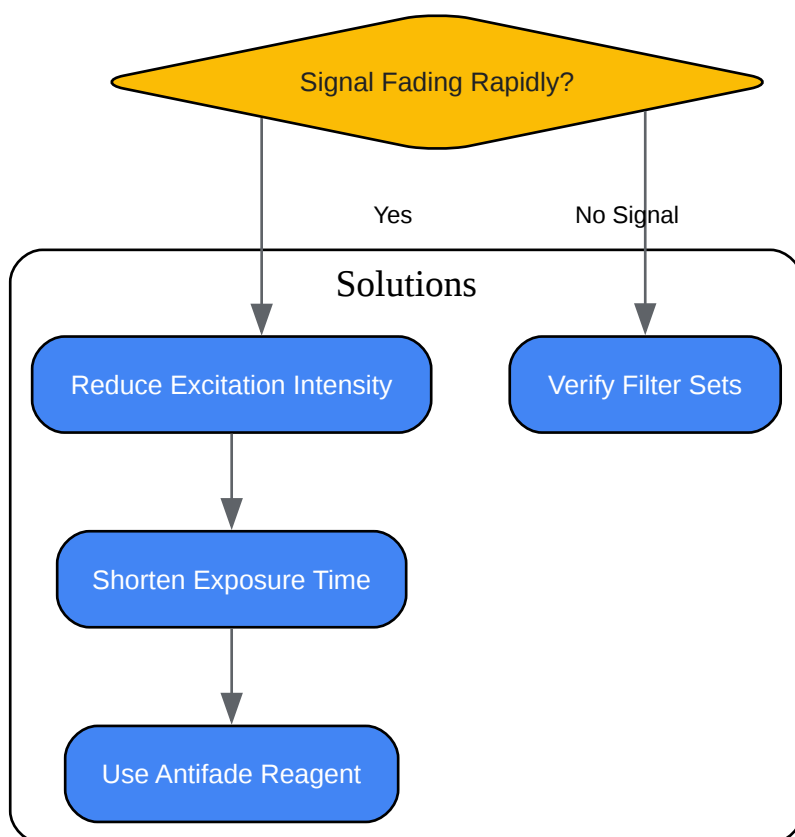 Signal Fading Rapidly?
Yes
No Signal
Solutions
Reduce Excitation Intensity
Verify Filter Sets
Shorten Exposure Time
Use Antifade Reagent